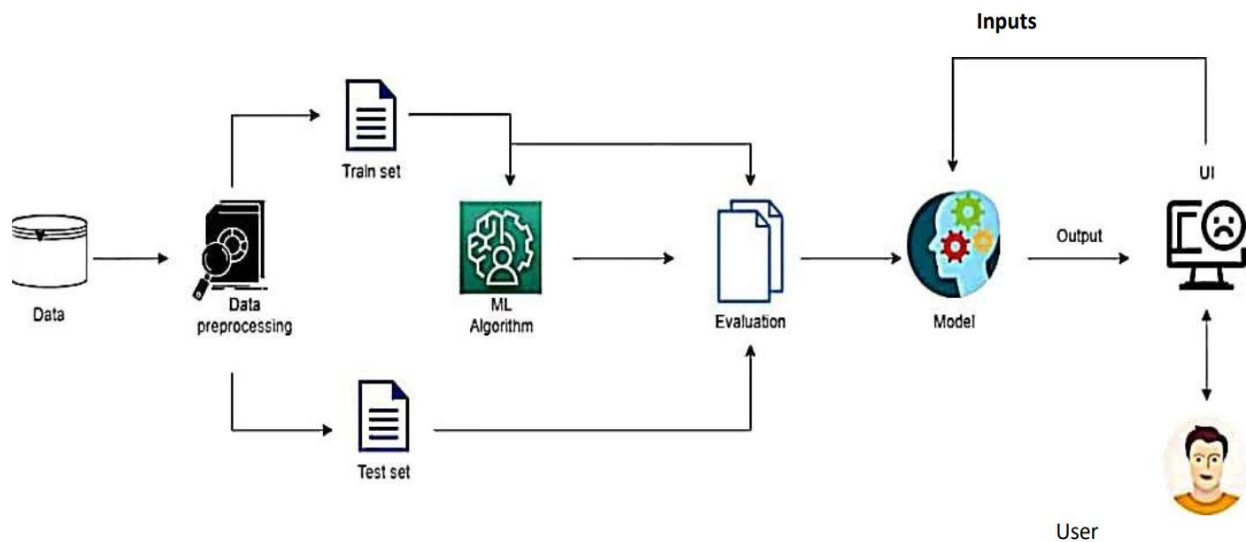 Inputs
Train set
UI
Data
Data
preprocessing
ML
Algorithm
Evaluation
Model
Output
Test set
User